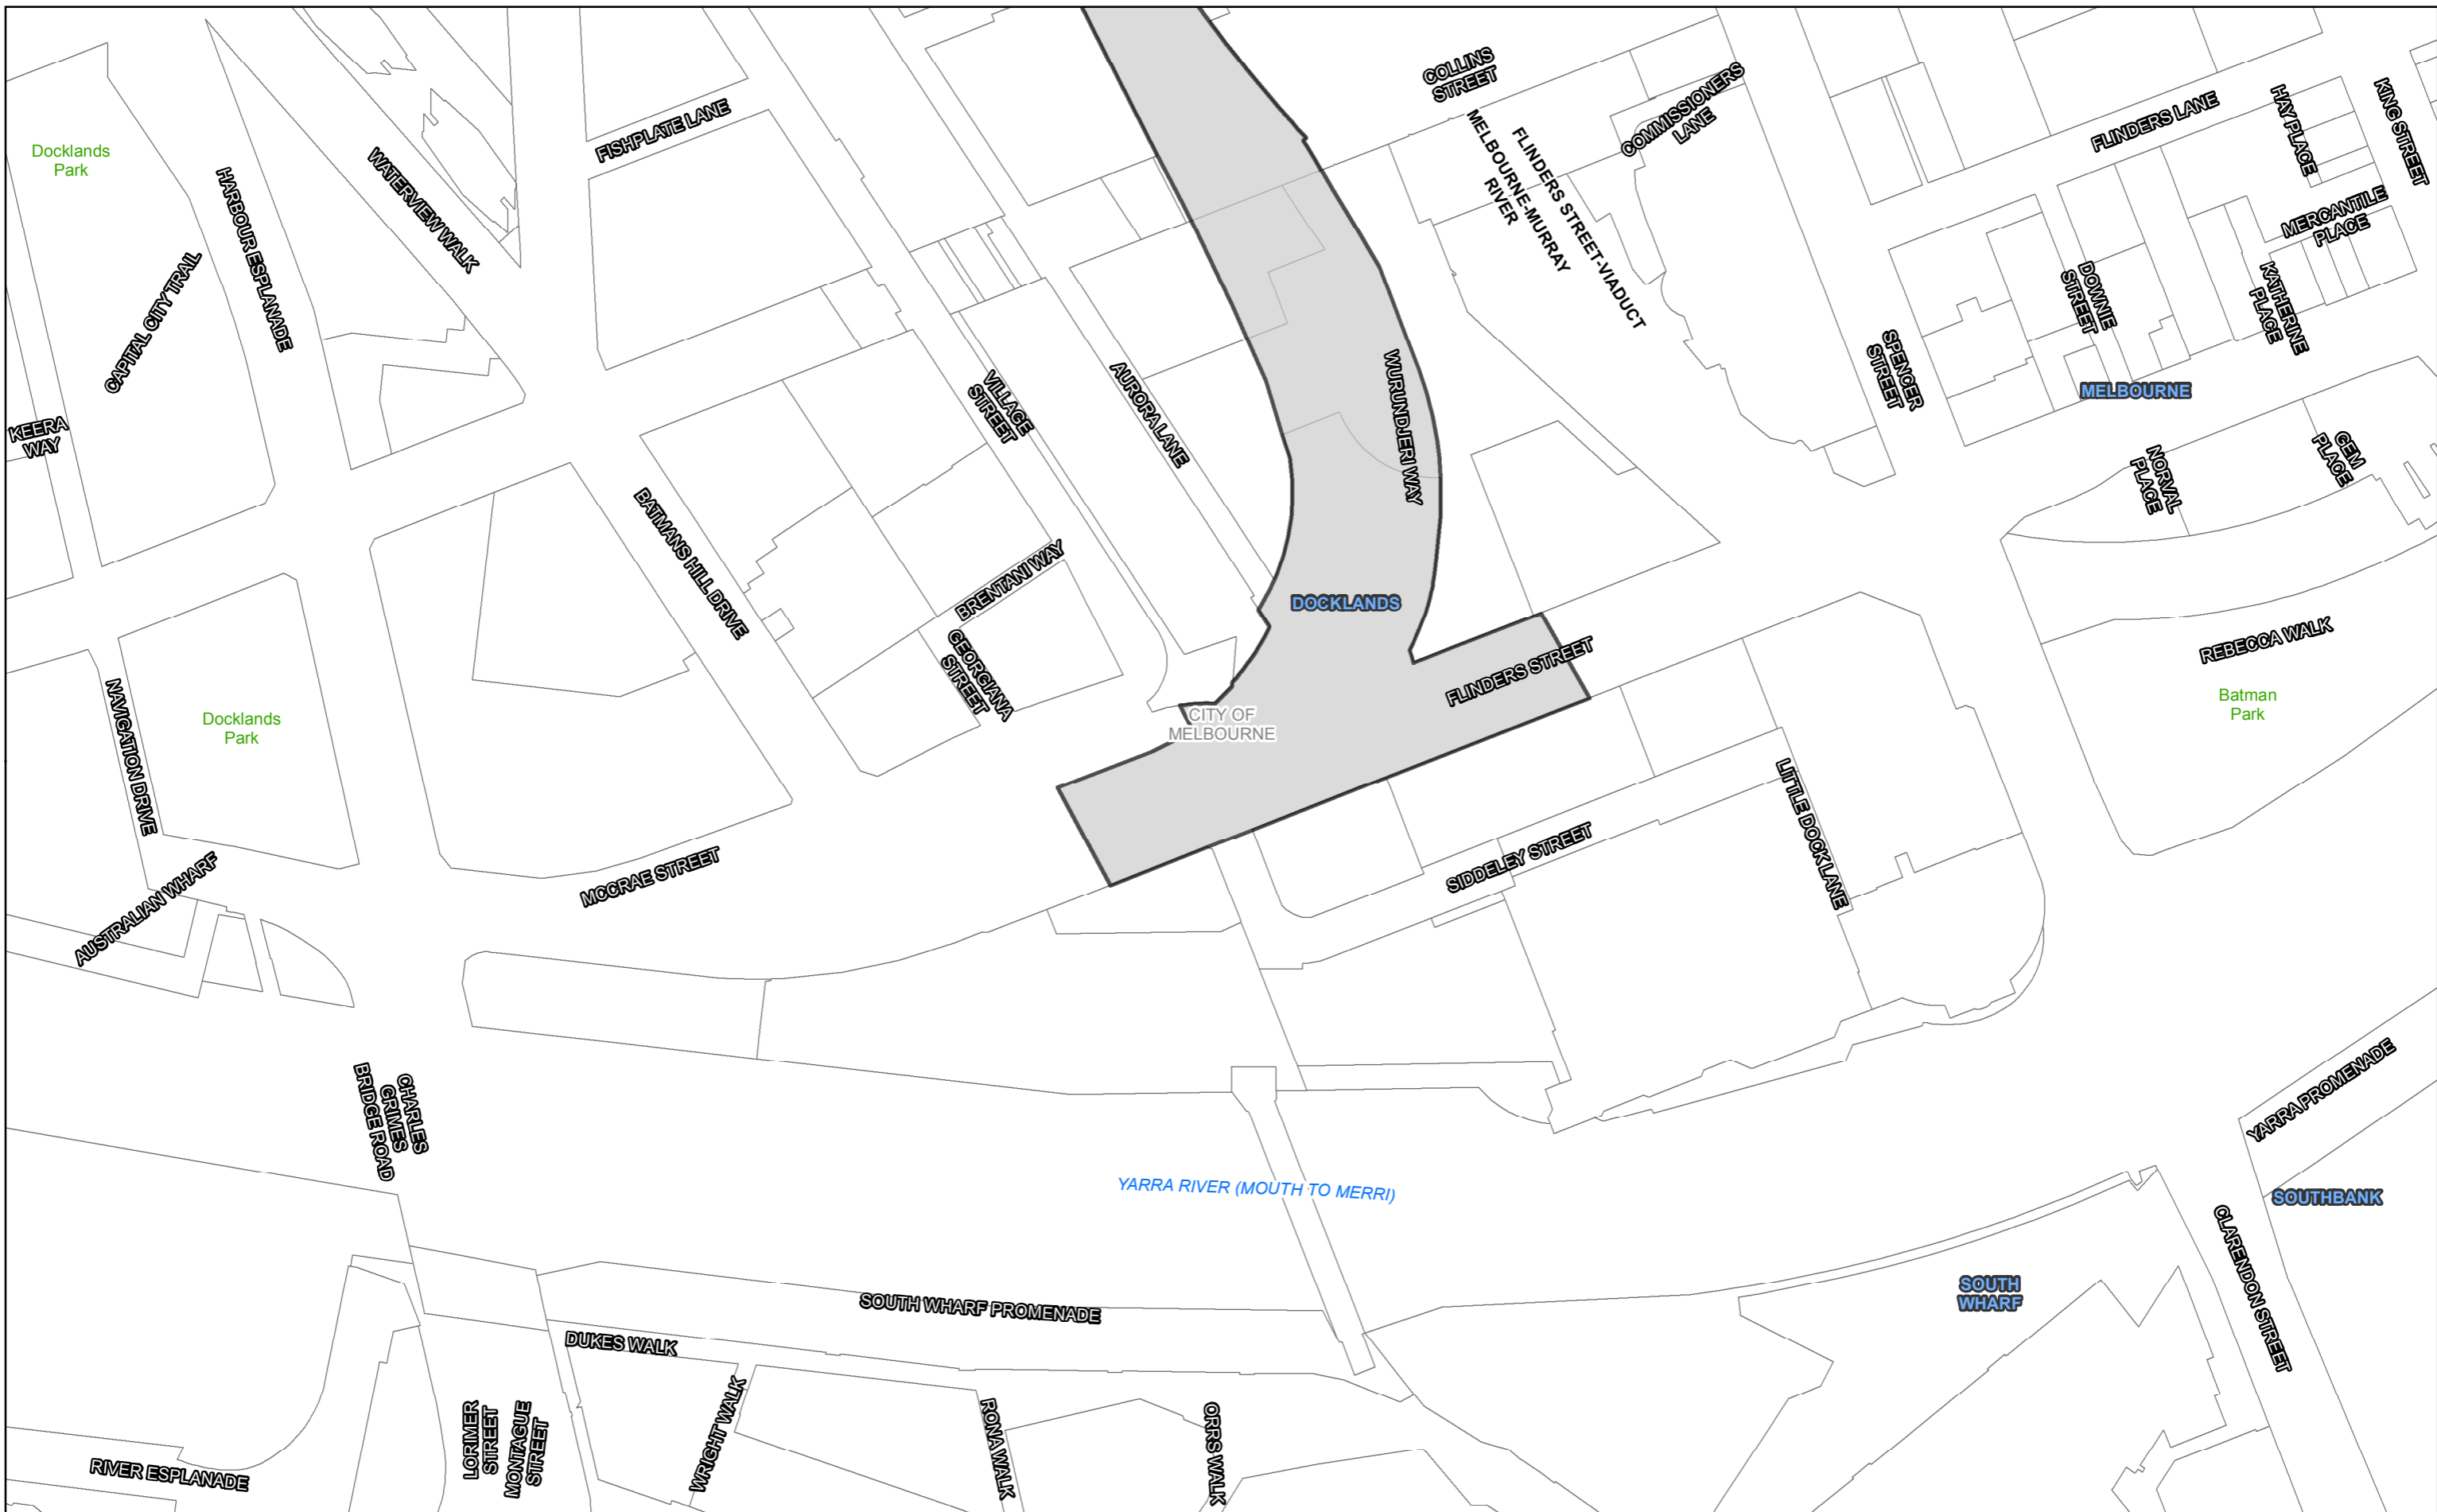 COLLINS
STREET
COMMISSIONERS
LANE
FLINDERS LANE
HAY PLACE
KING STREET
FISHPLATE LANE
Docklands
Park
WATERVIEW WALK
HARBOUR ESPLANADE
MELBOURNE-MURRAY
RIVER
FLINDERS STREET-VIADUCT
MERCANTILE
PLACE
CAPITAL CITY TRAIL
DOWNIE
STREET
KATHERINE
PLACE
SPENCER
STREET
MELBOURNE
KEERA
WAY
VILLAGE
STREET
AURORA LANE
WURUNDJERI WAY
GEM
PLACE
NORVAL
PLACE
BATMANS HILL DRIVE
BRENTANI WAY
DOCKLANDS
GEORGIANA
STREET
REBECCA WALK
FLINDERS STREET
Batman
Park
NAVIGATION DRIVE
Docklands
Park
CITY OF
MELBOURNE
LITTLE DOCK LANE
SIDDELEY STREET
MCCRAE STREET
AUSTRALIAN WHARF
CHARLES
GRIMES
BRIDGE ROAD
YARRA PROMENADE
YARRA RIVER (MOUTH TO MERRI)
SOUTHBANK
CLARENDON STREET
SOUTH
WHARF
SOUTH WHARF PROMENADE
DUKES WALK
WRIGHT WALK
RONA WALK
ORRS WALK
LORIMER
STREET
MONTAGUE
STREET
RIVER ESPLANADE